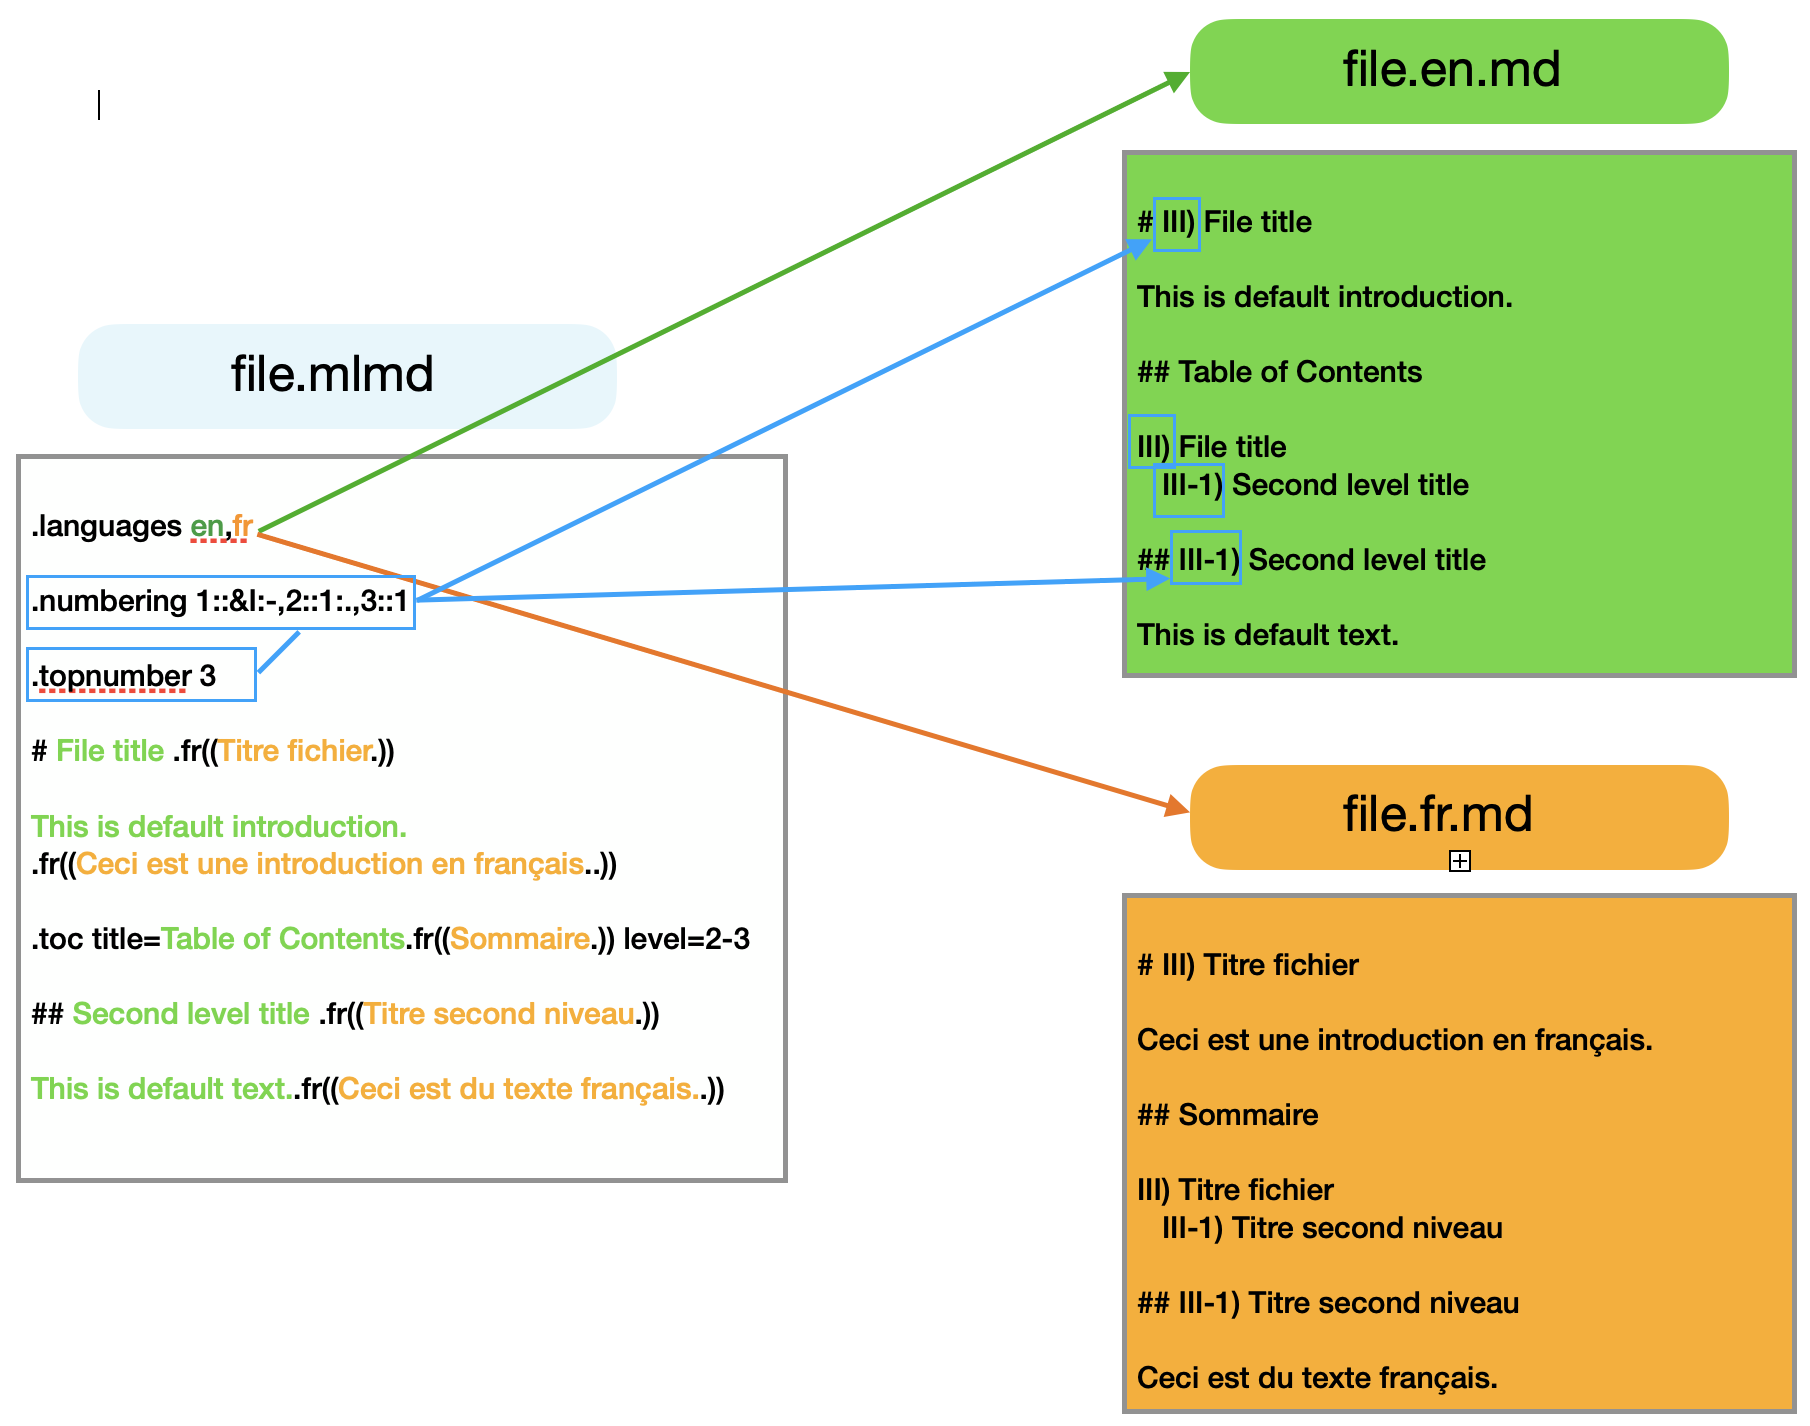 file.mlmd
.languages en,fr
.numbering 1::&I:-,2::1:.,3::1
.topnumber 3
# File title .fr((Titre fichier.))
This is default introduction.
.fr((Ceci est une introduction en français..))
.toc title=Table of Contents.fr((Sommaire.)) level=2-3
## Second level title .fr((Titre second niveau.))
This is default text..fr((Ceci est du texte français..))
file.en.md
# III) File title
This is default introduction.
## Table of Contents
III) File title
III-1) Second level title
## III-1) Second level title
This is default text.
file.fr.md
# III) Titre fichier
Ceci est une introduction en français.
## Sommaire
III) Titre fichier
III-1) Titre second niveau
## III-1) Titre second niveau
Ceci est du texte français.